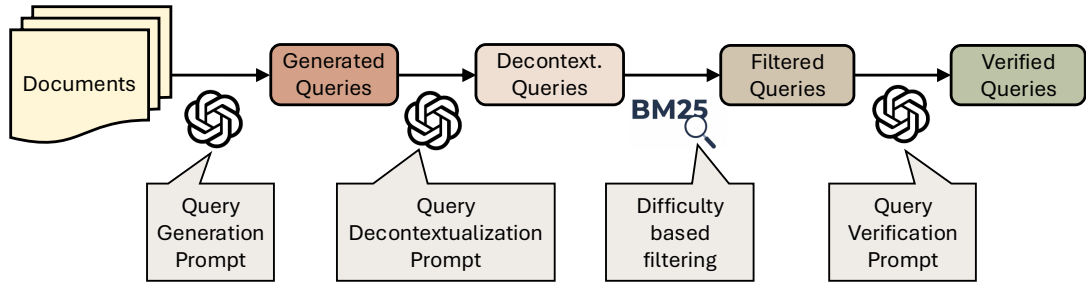 Documents
Generated
Queries
Decontext.
Queries
Filtered
Queries
Verified
Queries
BM25
Query
Generation
Prompt
Query
Decontextualization
Prompt
Difficulty
based
filtering
Query
Verification
Prompt